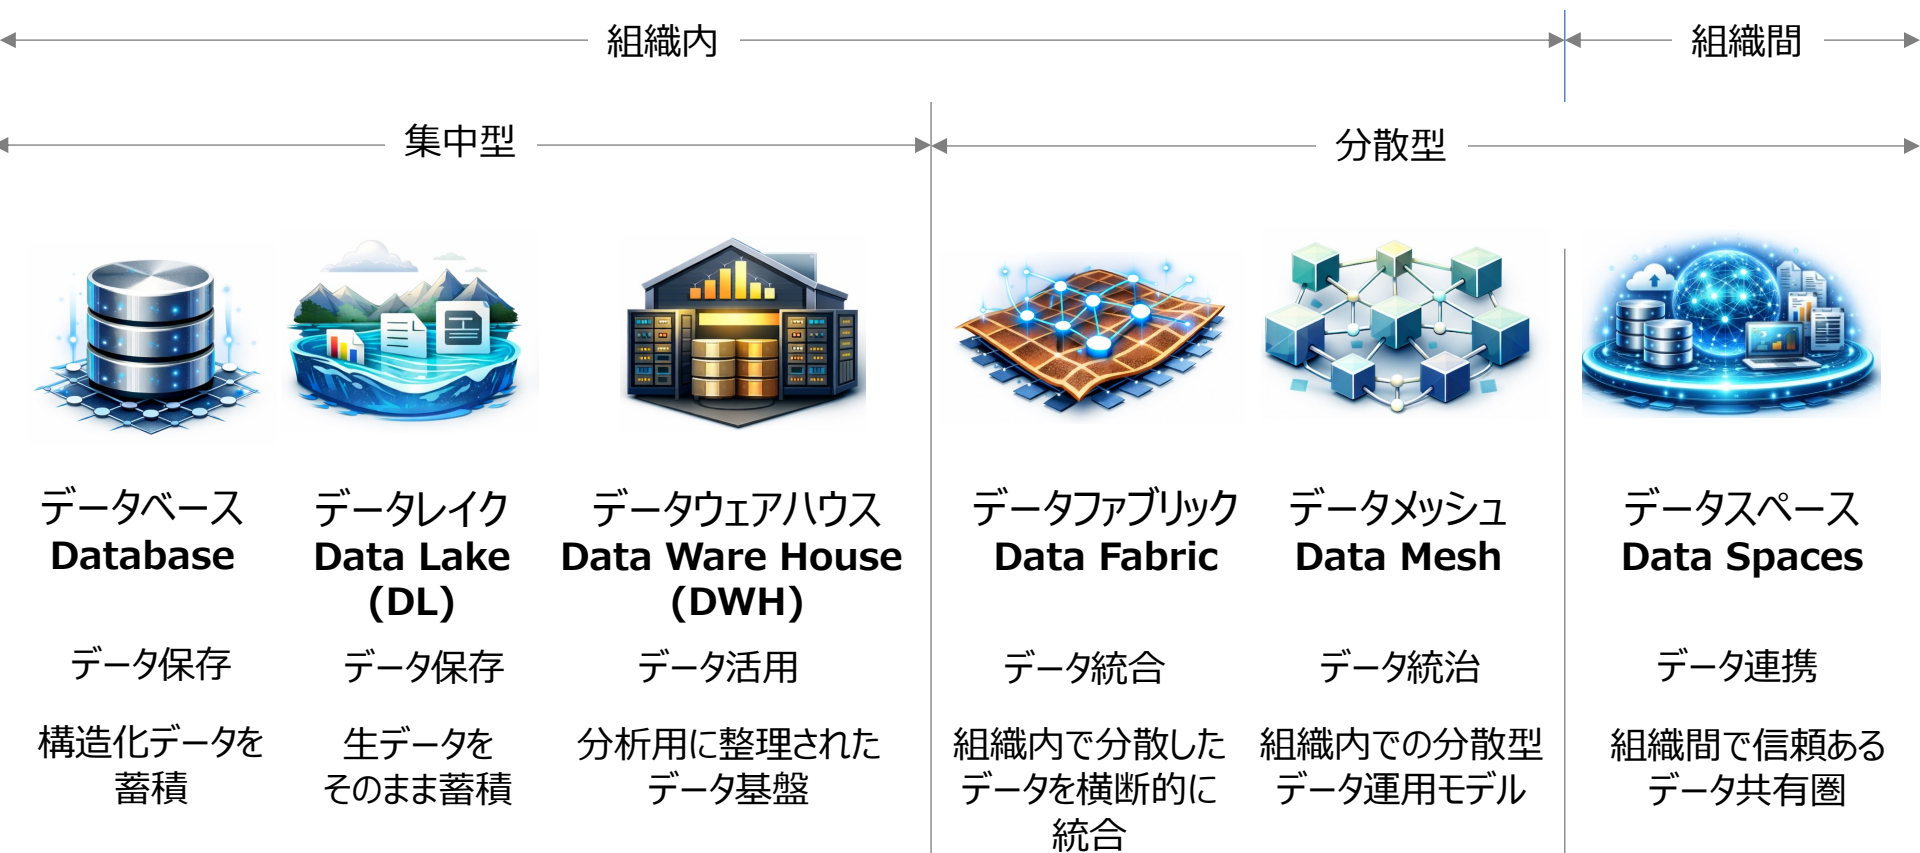 組織内
組織間
集中型
分散型
データベース
Database
データレイク
Data Lake
(DL)
データウェアハウス
Data Ware House
(DWH)
データファブリック
Data Fabric
データメッシュ
Data Mesh
データスペース
Data Spaces
データ保存
データ保存
データ活用
データ統合
データ統治
データ連携
構造化データを
蓄積
生データを
そのまま蓄積
分析用に整理された
データ基盤
組織内で分散した
データを横断的に
統合
組織内での分散型
データ運用モデル
組織間で信頼ある
データ共有圏